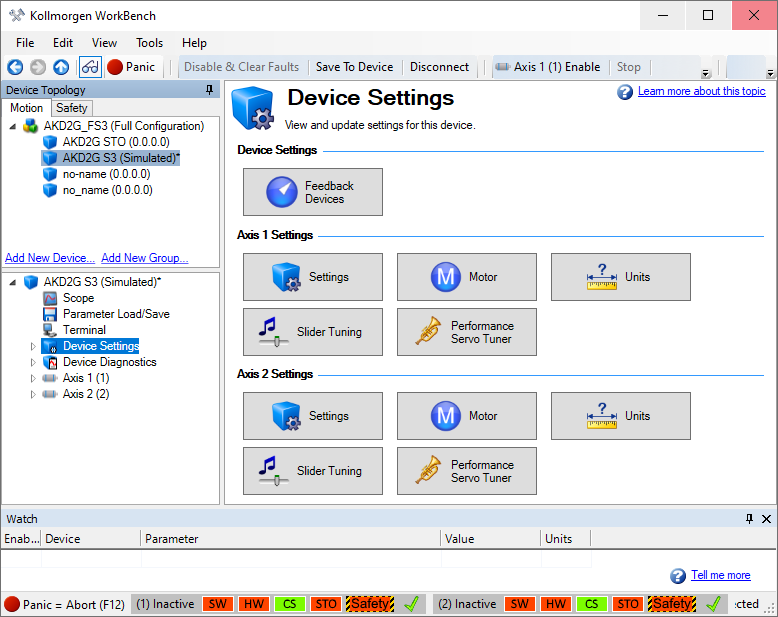 Kollmorgen WorkBench
File Edit View Tools Help
Panic Disable & Clear Faults Save To Device Disconnect Axis 1 (1) Enable Stop
Device Topology
Motion Safety
AKD2G_FS3 (Full Configuration)
AKD2G STO (0.0.0.0)
AKD2G S3 (Simulated)*
no-name (0.0.0.0)
no_name (0.0.0.0)
Add New Device... Add New Group...
AKD2G S3 (Simulated)*
Scope
Parameter Load/Save
Terminal
Device Settings
Device Diagnostics
Axis 1 (1)
Axis 2 (2)
Device Settings
Learn more about this topic
View and update settings for this device.
Device Settings
Feedback
Devices
Axis 1 Settings
Settings M Motor ? Units
Slider Tuning
Performance
Servo Tuner
Axis 2 Settings
Settings M Motor ? Units
Slider Tuning
Performance
Servo Tuner
Watch
Enab... Device Parameter Value Units
? Tell me more
Panic = Abort (F12) (1) Inactive SW HW CS STO Safety (2) Inactive SW HW CS STO Safety :cted